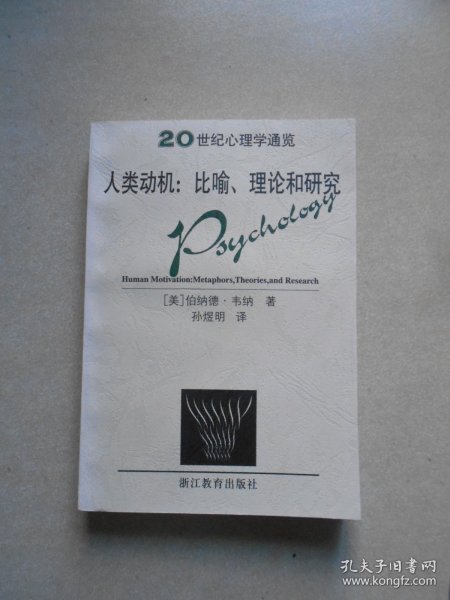 20世纪心理学通览
人类动机：比喻、理论和研究
Psychology
Human Motivation:Metaphors,Theories,and Research
[美]伯纳德·韦纳 著
孙煜明 译
浙江教育出版社
孔夫子旧书网
www.kongfz.com